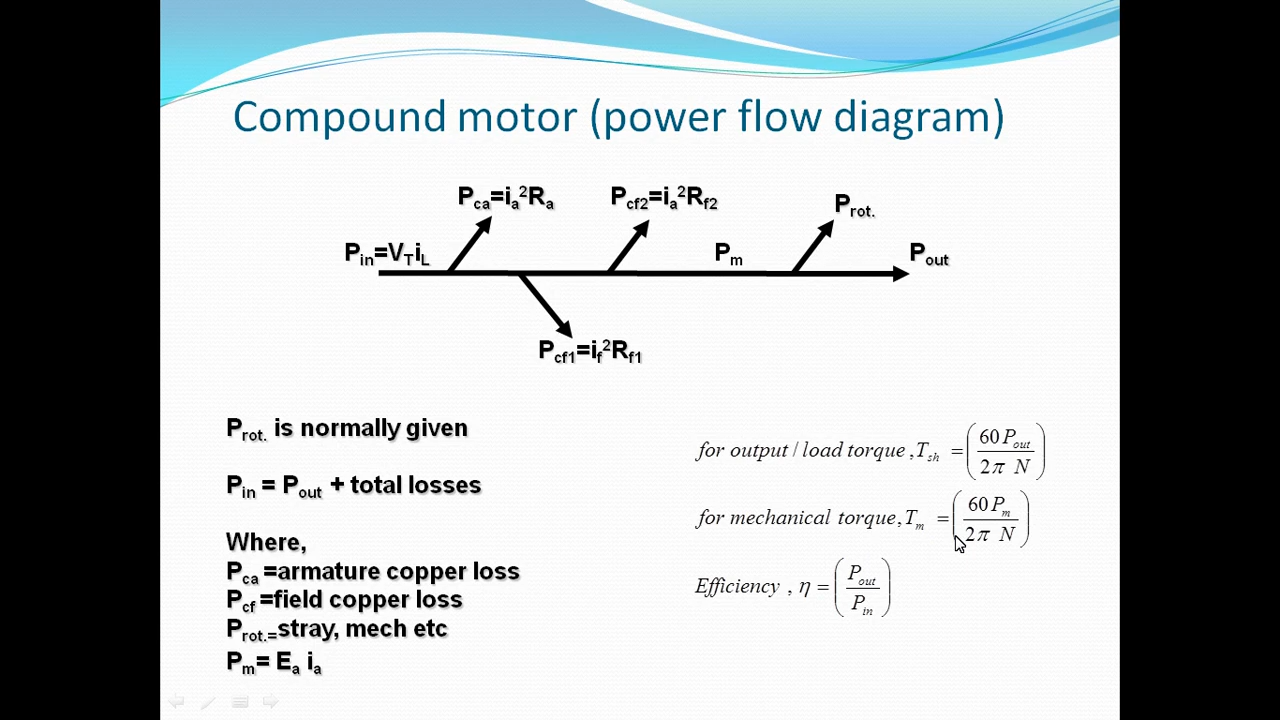 Compound motor (power flow diagram)
P_ca=i_a²R_a
P_cf2=i_a²R_f2
P_rot.
P_in=V_Ti_L
P_m
P_out
P_cf1=i_f²R_f1
P_rot. is normally given
P_in = P_out + total losses
Where,
P_ca =armature copper loss
P_cf =field copper loss
P_rot.=stray, mech etc
P_m= E_a i_a
for output / load torque ,T_sh = (60 P_out / 2π N)
for mechanical torque,T_m = (60 P_m / 2π N)
Efficiency , η = (P_out / P_in)